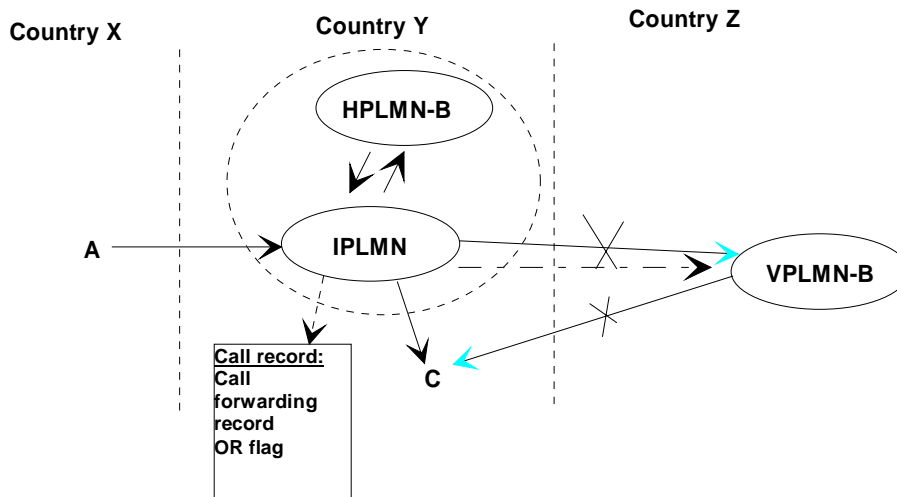 Country X
Country Y
Country Z
HPLMN-B
A
IPLMN
VPLMN-B
Call record:
Call
forwarding
record
OR flag
C